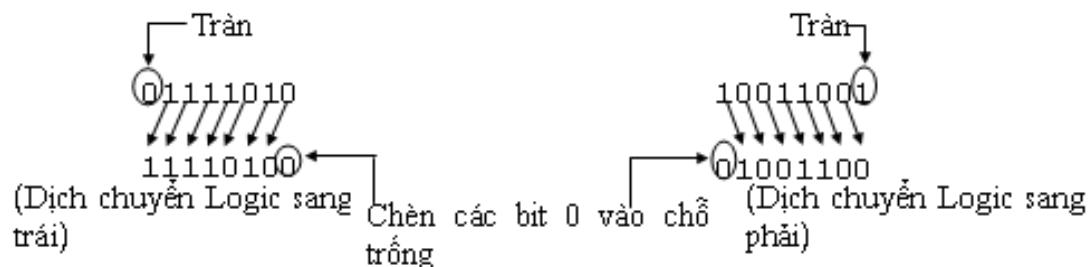 Tràn Tràn
01111010 10011001
11110100 01001100
(Dịch chuyển Logic sang trái)
Chèn các bit 0 vào chỗ trống
(Dịch chuyển Logic sang phải)